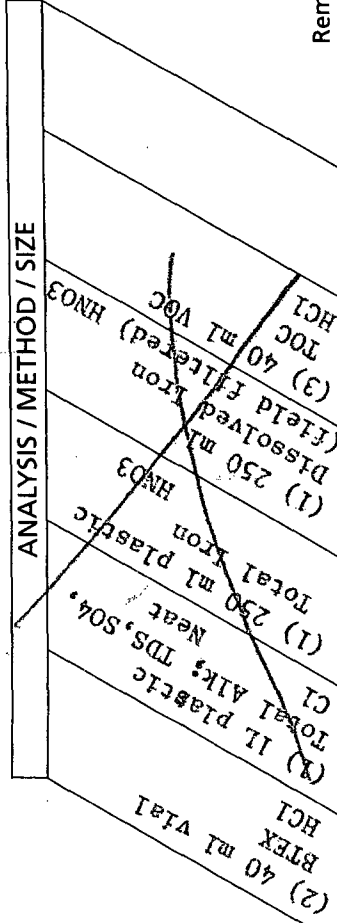 ANALYSIS / METHOD / SIZE
(2) 40 ml vial
BTEX
HCl
(1) 1L plastic
Total Alk; TDS, SO4,
Cl Neat
(1) 250 ml plastic
Total Iron
HNO3
(1) 250 ml
Dissolved Iron
(field filtered) HNO3
(3) 40 ml VOC
TOC
HCl
Rem